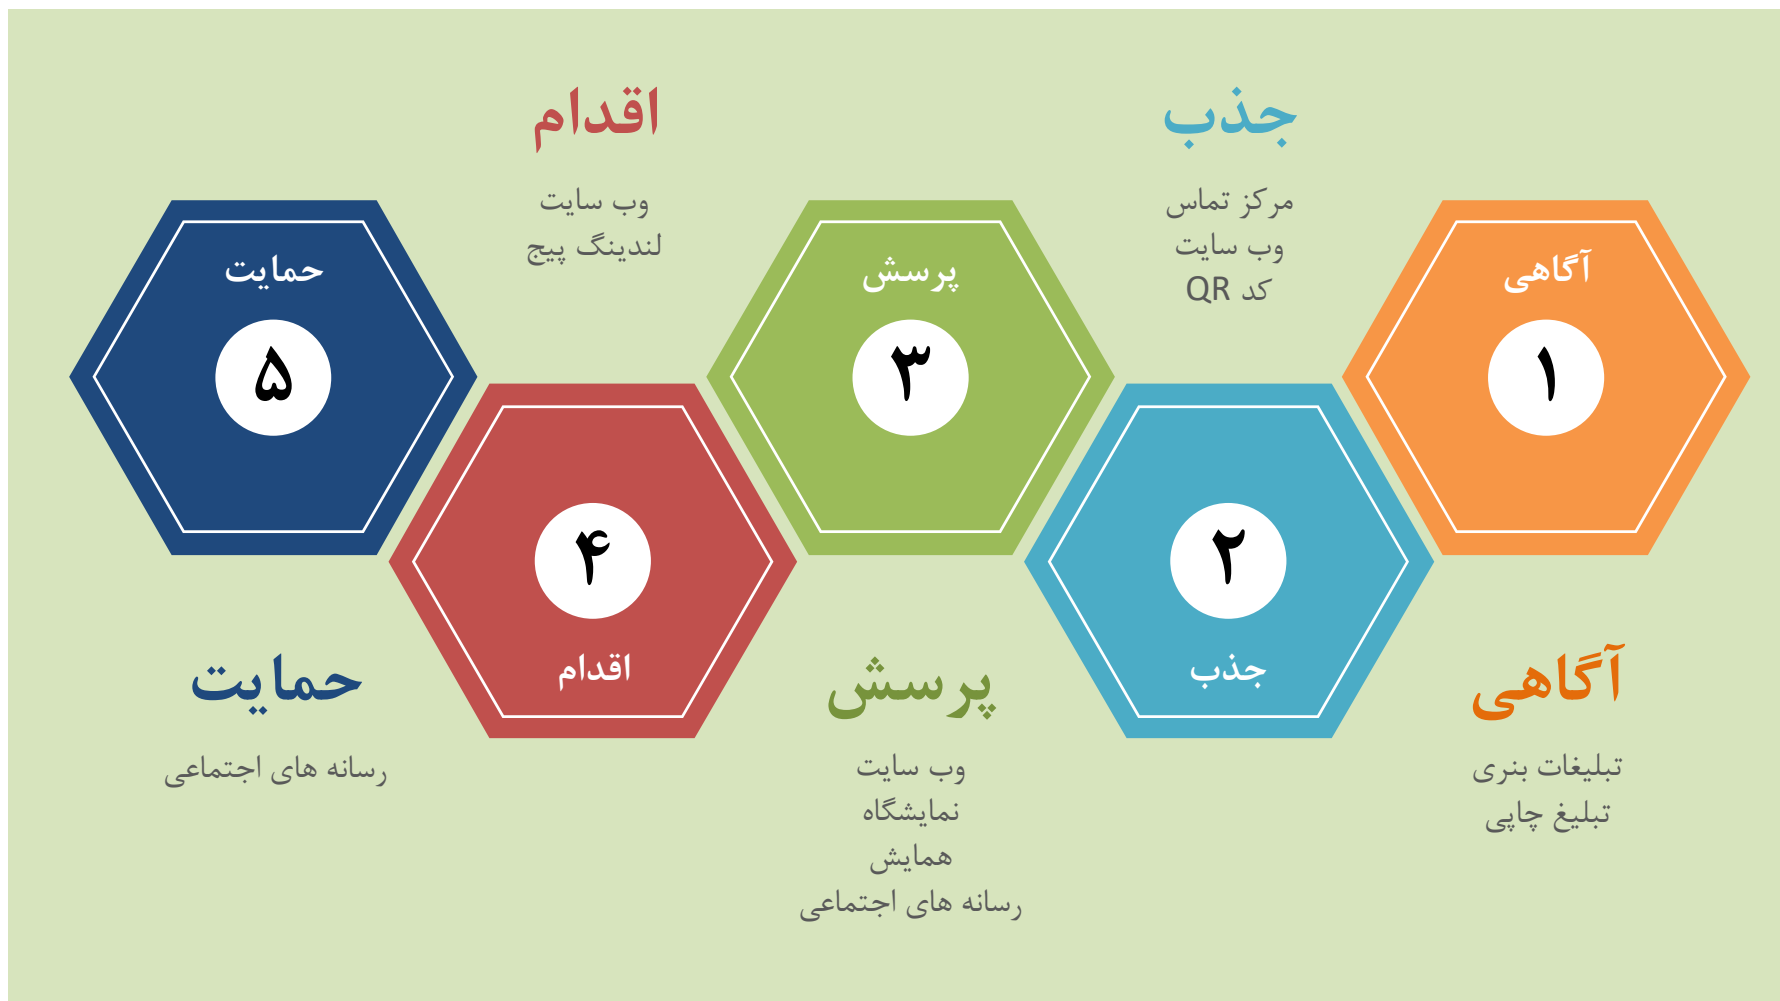 آگاهی
۱
آگاهی
تبلیغات بنری
تبلیغ چاپی
جذب
مرکز تماس
وب سایت
کد QR
۲
جذب
پرسش
۳
پرسش
وب سایت
نمایشگاه
همایش
رسانه های اجتماعی
اقدام
وب سایت
لندینگ پیج
۴
اقدام
حمایت
۵
حمایت
رسانه های اجتماعی